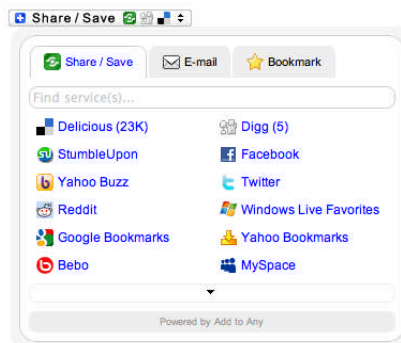 Share / Save
Share / Save E-mail Bookmark
Find service(s)...
Delicious (23K) Digg (5)
StumbleUpon Facebook
Yahoo Buzz Twitter
Reddit Windows Live Favorites
Google Bookmarks Yahoo Bookmarks
Bebo MySpace
Powered by Add to Any